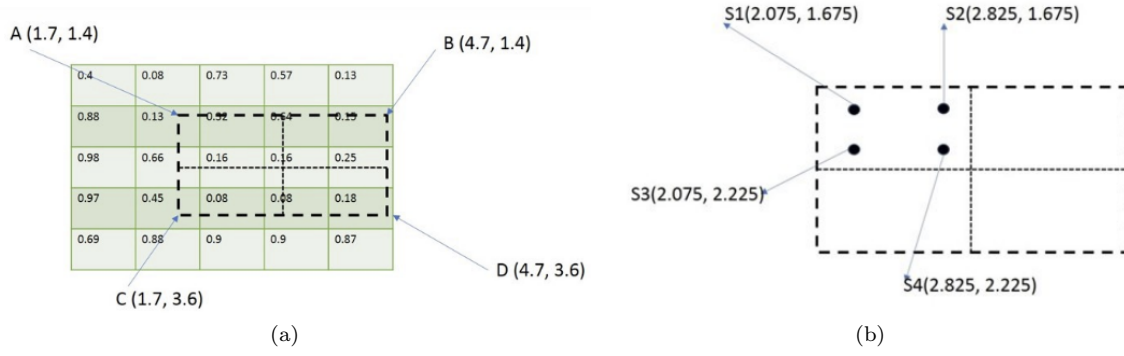 A (1.7, 1.4)
B (4.7, 1.4)
0.4 0.08 0.73 0.57 0.13
0.88 0.13 0.52 0.64 0.15
0.98 0.66 0.16 0.16 0.25
0.97 0.45 0.08 0.08 0.18
0.69 0.88 0.9 0.9 0.87
C (1.7, 3.6)
D (4.7, 3.6)
(a)
S1(2.075, 1.675)
S2(2.825, 1.675)
S3(2.075, 2.225)
S4(2.825, 2.225)
(b)